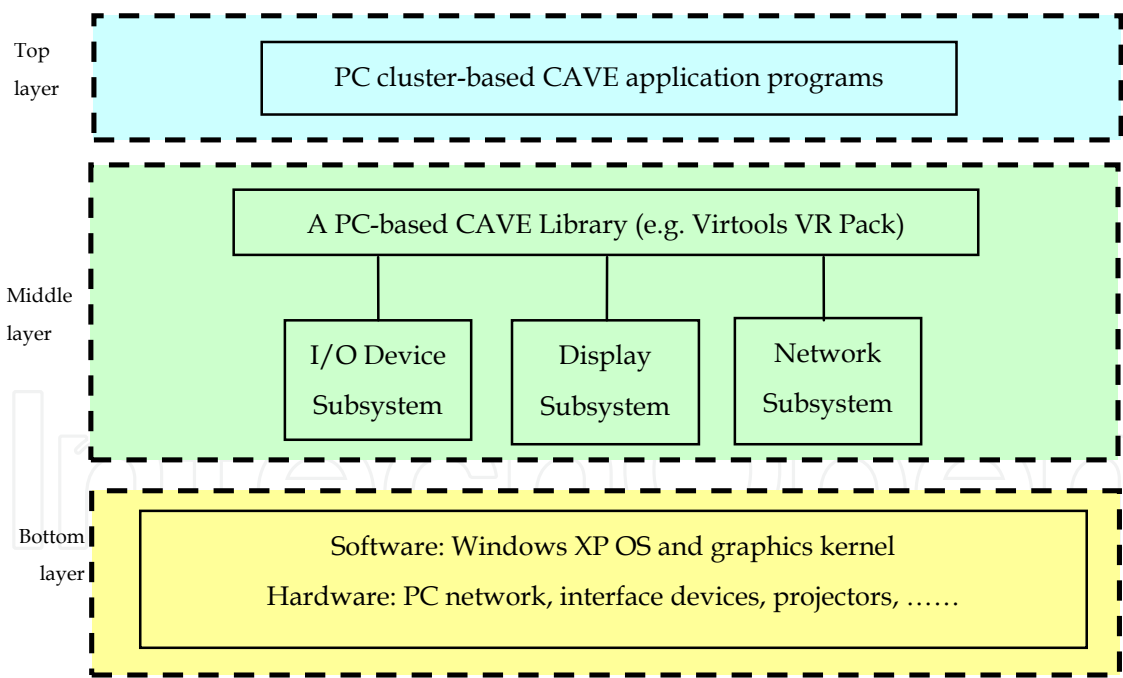 Top
layer
PC cluster-based CAVE application programs
A PC-based CAVE Library (e.g. Virtools VR Pack)
Middle
layer
I/O Device
Subsystem
Display
Subsystem
Network
Subsystem
Bottom
layer
Software: Windows XP OS and graphics kernel
Hardware: PC network, interface devices, projectors, ……